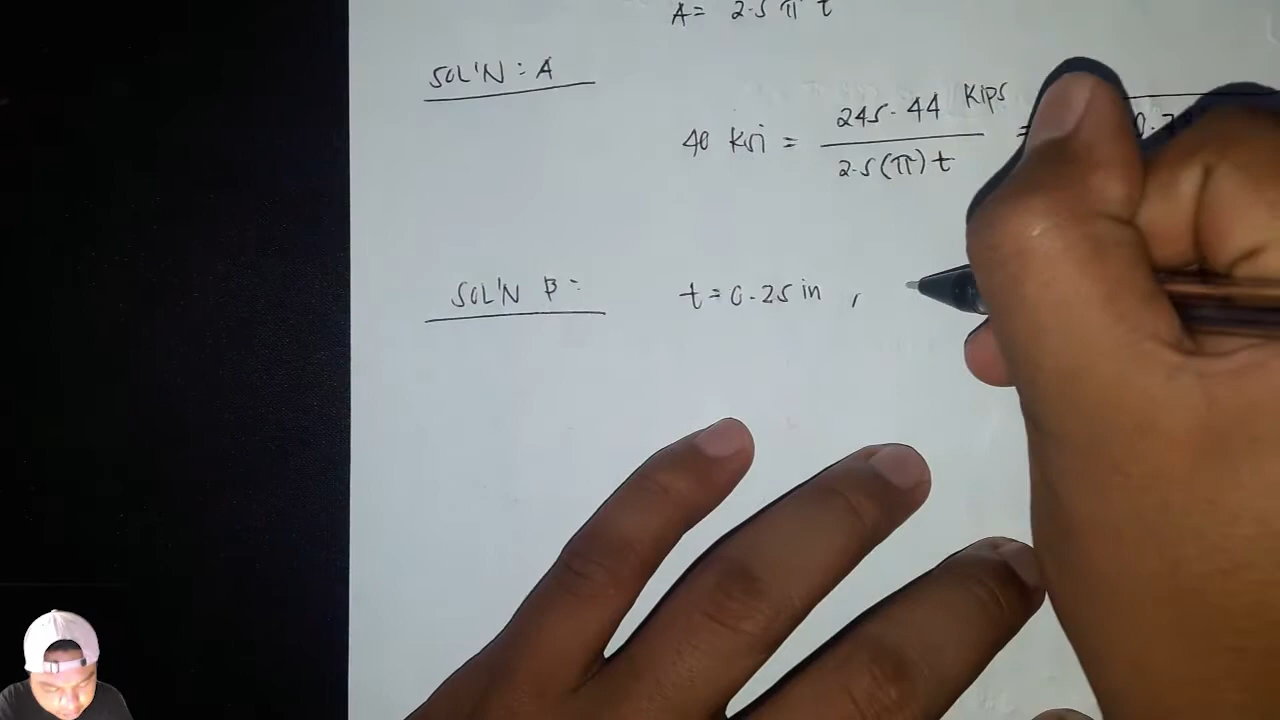 A= 2.5 π t
SOL'N : A
40 ksi = 245.44 Kips / 2.5(π) t =
SOL'N B : t = 0.25 in ,